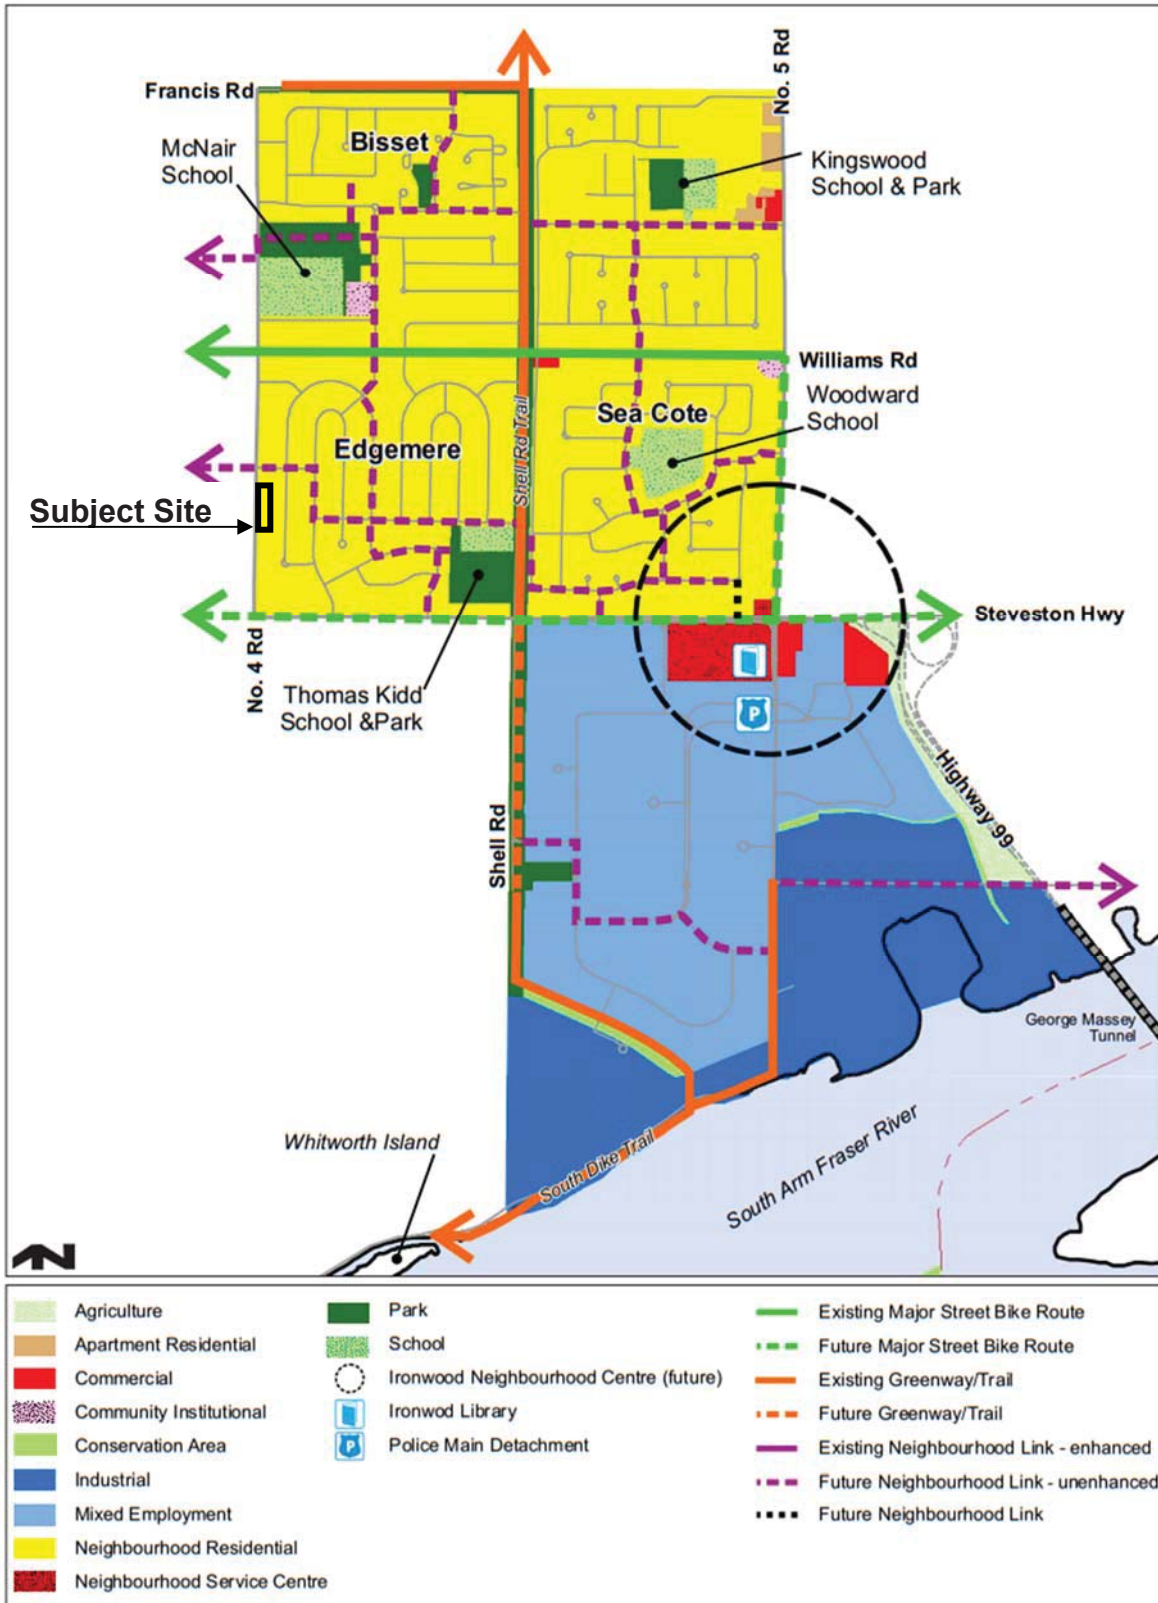 No. 5 Rd
Francis Rd
Bisset
McNair
School
Kingswood
School & Park
Williams Rd
Woodward
School
Sea Cote
Edgemere
Shell Rd Trail
Subject Site
Steveston Hwy
No. 4 Rd
Thomas Kidd
School &Park
P
Highway 99
Shell Rd
George Massey
Tunnel
Whitworth Island
South Dike Trail
South Arm Fraser River
Z
Agriculture
Apartment Residential
Commercial
Community Institutional
Conservation Area
Industrial
Mixed Employment
Neighbourhood Residential
Neighbourhood Service Centre
Park
School
Ironwood Neighbourhood Centre (future)
Ironwod Library
P
Police Main Detachment
Existing Major Street Bike Route
Future Major Street Bike Route
Existing Greenway/Trail
Future Greenway/Trail
Existing Neighbourhood Link - enhanced
Future Neighbourhood Link - unenhanced
Future Neighbourhood Link